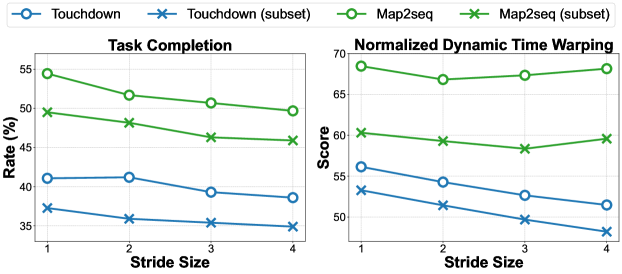 Touchdown Touchdown (subset) Map2seq Map2seq (subset)
Task Completion
Rate (%)
55
50
45
40
35
1 2 3 4
Stride Size
Normalized Dynamic Time Warping
Score
70
65
60
55
50
1 2 3 4
Stride Size